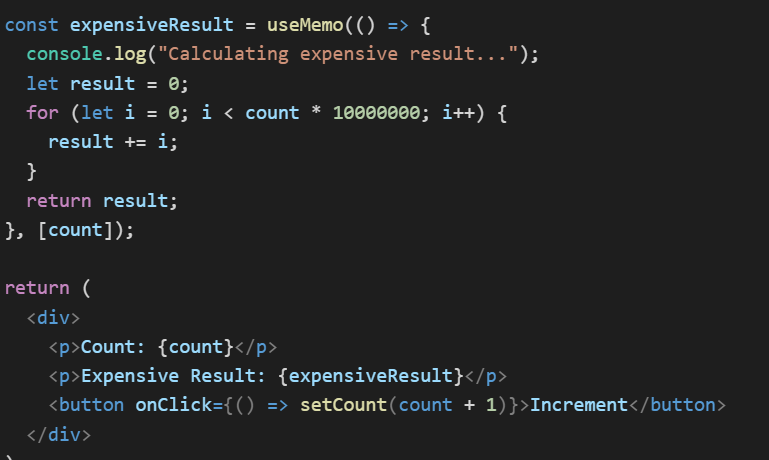 const expensiveResult = useMemo(() => {
  console.log("Calculating expensive result...");
  let result = 0;
  for (let i = 0; i < count * 10000000; i++) {
    result += i;
  }
  return result;
}, [count]);

return (
  <div>
    <p>Count: {count}</p>
    <p>Expensive Result: {expensiveResult}</p>
    <button onClick={() => setCount(count + 1)}>Increment</button>
  </div>